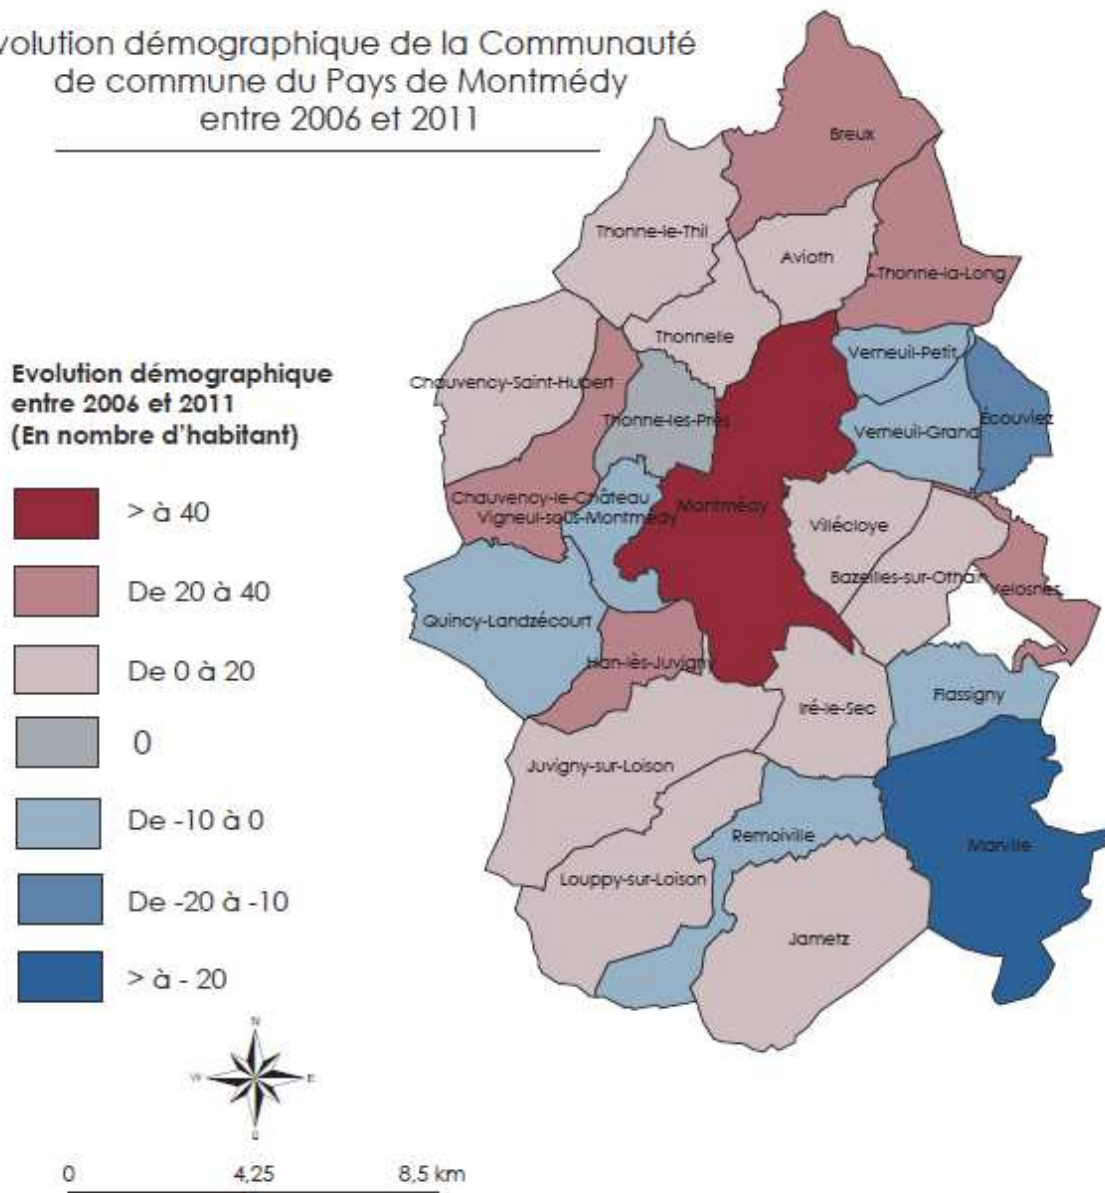 volution démographique de la Communauté
de commune du Pays de Montmédy
entre 2006 et 2011
Evolution démographique
entre 2006 et 2011
(En nombre d'habitant)
> à 40
De 20 à 40
De 0 à 20
0
De -10 à 0
De -20 à -10
> à - 20
Breux
Thonne-le-Thil
Avioth
Thonne-la-Long
Thonnelle
Verneuil-Petit
Chauvency-Saint-Hubert
Thonne-les-Près
Verneuil-Grand
Écouviez
Chauvency-le-Château
Vigneul-sous-Montmédy
Montmédy
Villécloye
Bazeilles-sur-Othain
Velosnes
Quincy-Landzécourt
Han-lès-Juvigny
Flassigny
Iré-le-Sec
Juvigny-sur-Loison
Remoiville
Marville
Louppy-sur-Loison
Jametz
N
W
E
S
0 4,25 8,5 km